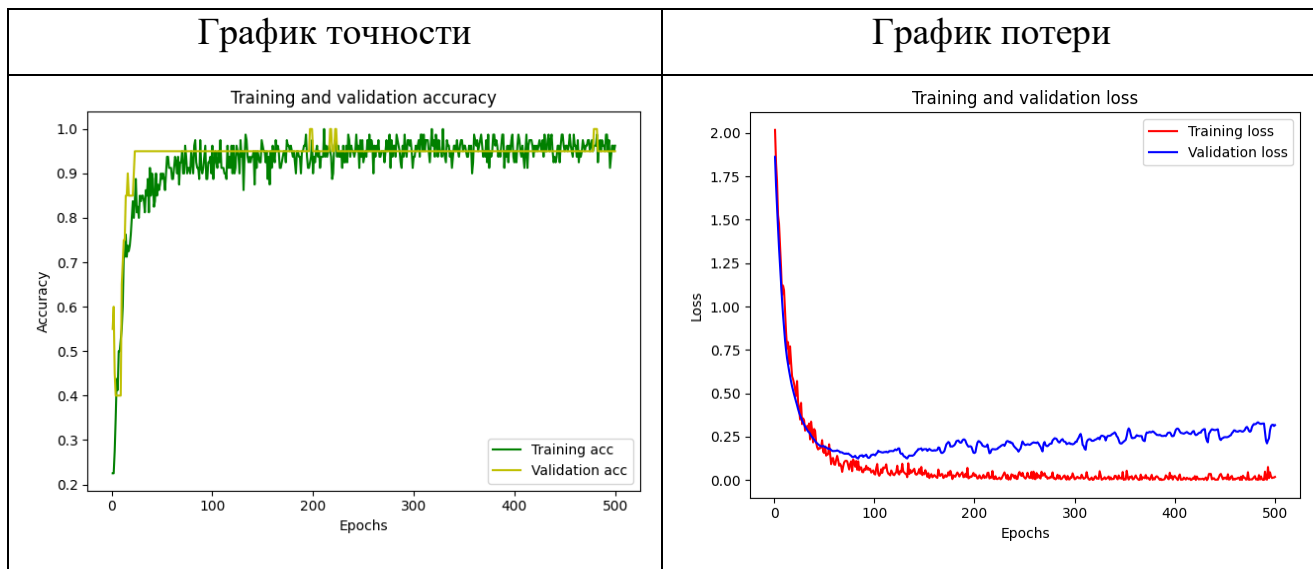 График точности
График потери
Training and validation accuracy
1.0
0.9
0.8
0.7
0.6
0.5
0.4
0.3
0.2
Accuracy
0
100
200
300
400
500
Epochs
Training acc
Validation acc
Training and validation loss
2.00
1.75
1.50
1.25
1.00
0.75
0.50
0.25
0.00
Loss
0
100
200
300
400
500
Epochs
Training loss
Validation loss